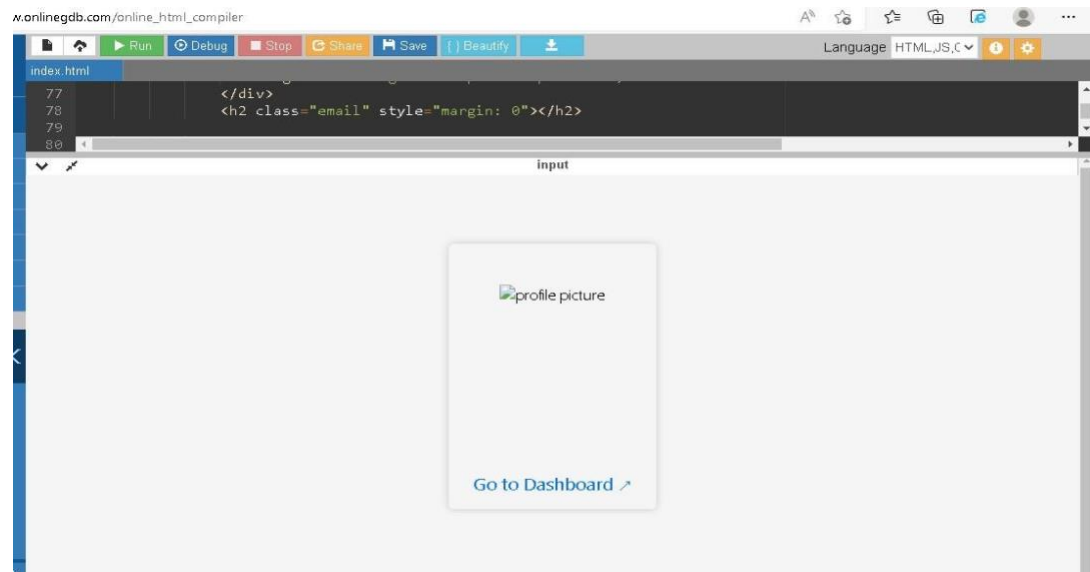 w.onlinegdb.com/online_html_compiler
Run Debug Stop Share Save { } Beautify Language HTML,JS,C
index.html
77 </div>
78 <h2 class="email" style="margin: 0"></h2>
79
80
input
profile picture
Go to Dashboard ↗